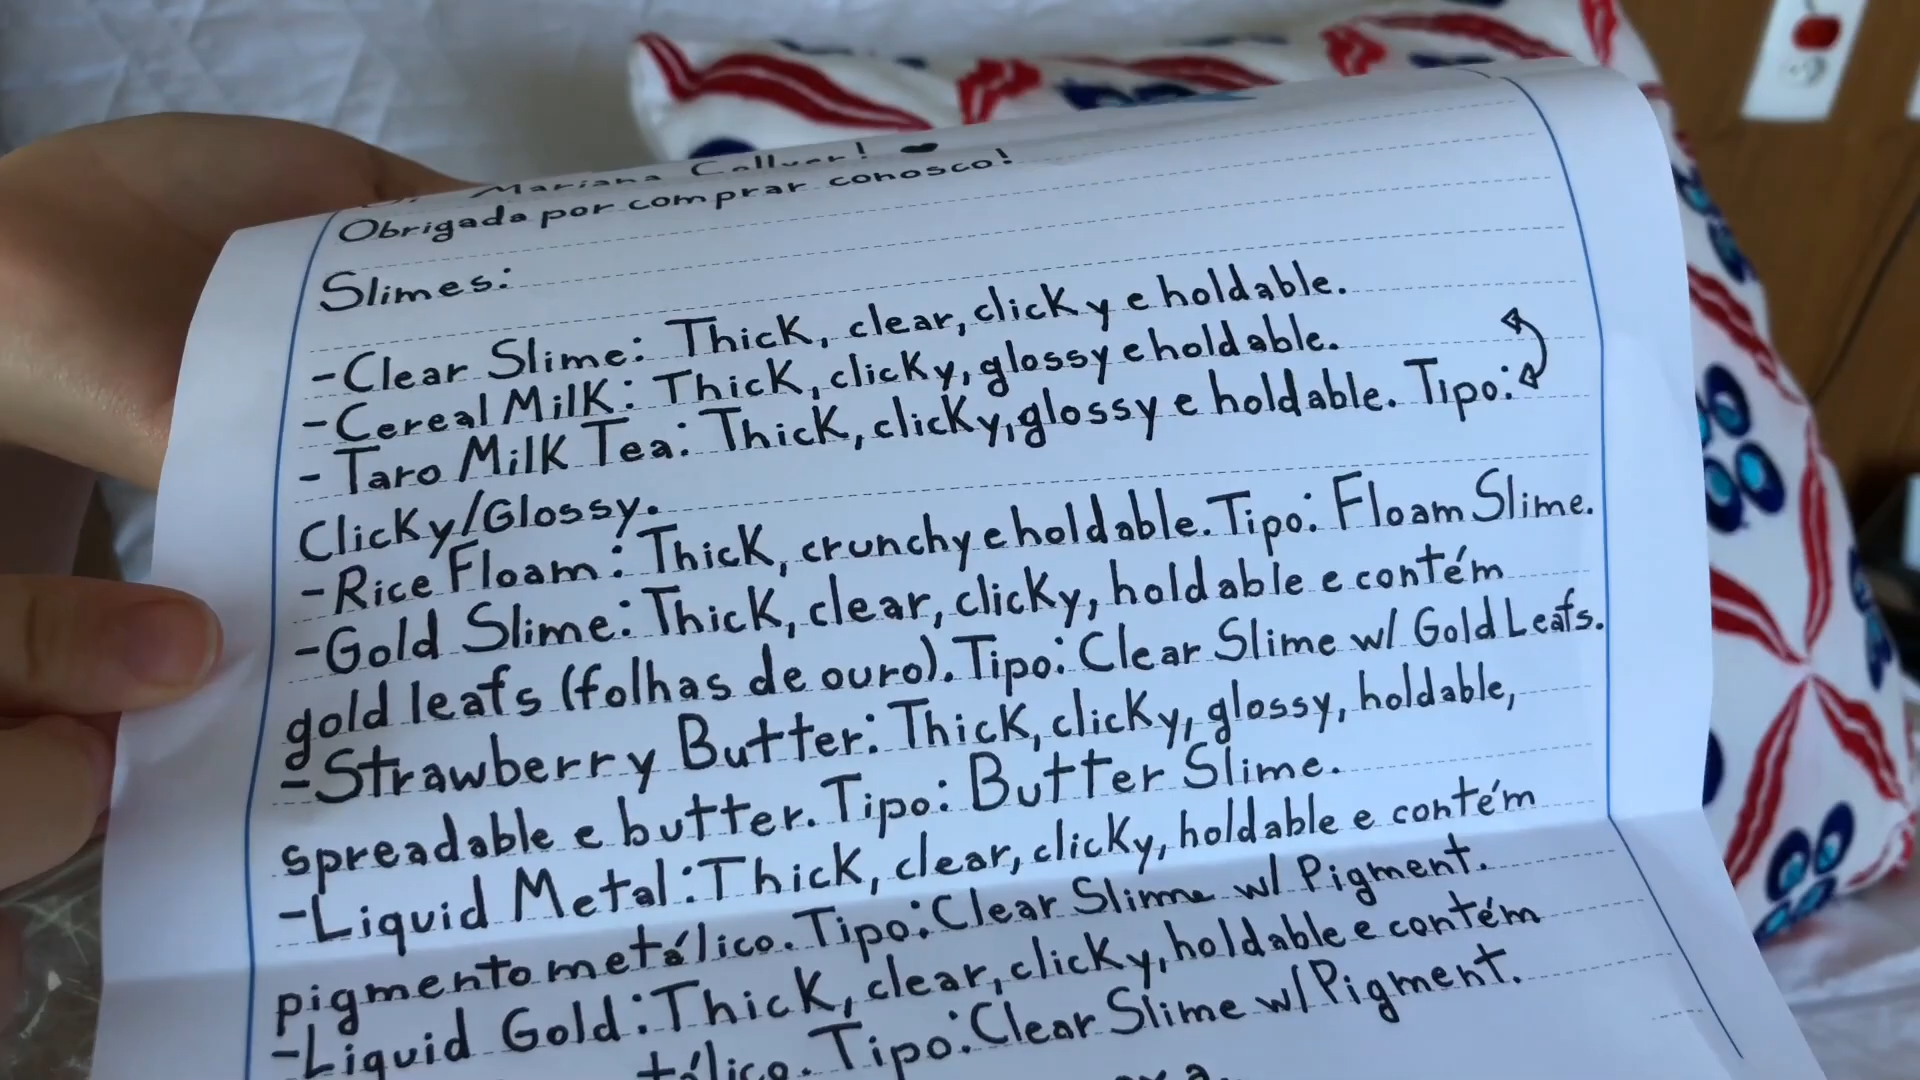 Mariana
Obrigada por comprar conosco!
Slimes:
-Clear Slime: Thick, clear, clicky e holdable.
-Cereal Milk: Thick, clicky, glossy e holdable.
- Taro Milk Tea: Thick, clicky, glossy e holdable. Tipo:
Clicky/Glossy.
-Rice Floam: Thick, crunchy e holdable. Tipo: Floam Slime.
-Gold Slime: Thick, clear, clicky, holdable e contém
gold leafs (folhas de ouro). Tipo: Clear Slime w/ Gold Leafs.
-Strawberry Butter: Thick, clicky, glossy, holdable,
spreadable e butter. Tipo: Butter Slime.
-Liquid Metal: Thick, clear, clicky, holdable e contém
pigmento metálico. Tipo: Clear Slime w/ Pigment.
-Liquid Gold: Thick, clear, clicky, holdable e contém
Tipo: Clear Slime w/ Pigment.